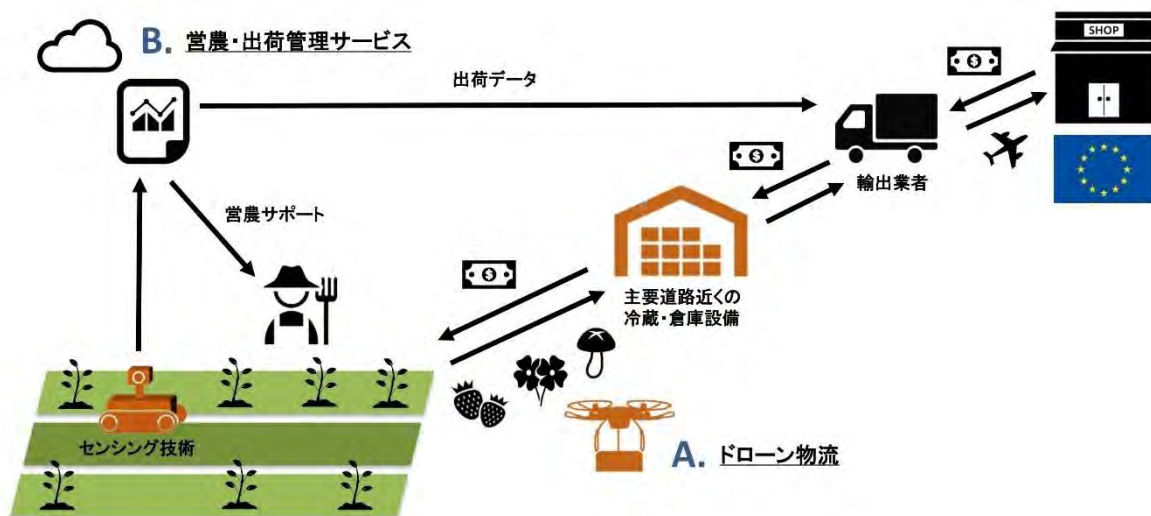 B. 営農・出荷管理サービス
SHOP
出荷データ
輸出業者
営農サポート
主要道路近くの
冷蔵・倉庫設備
センシング技術
A. ドローン物流